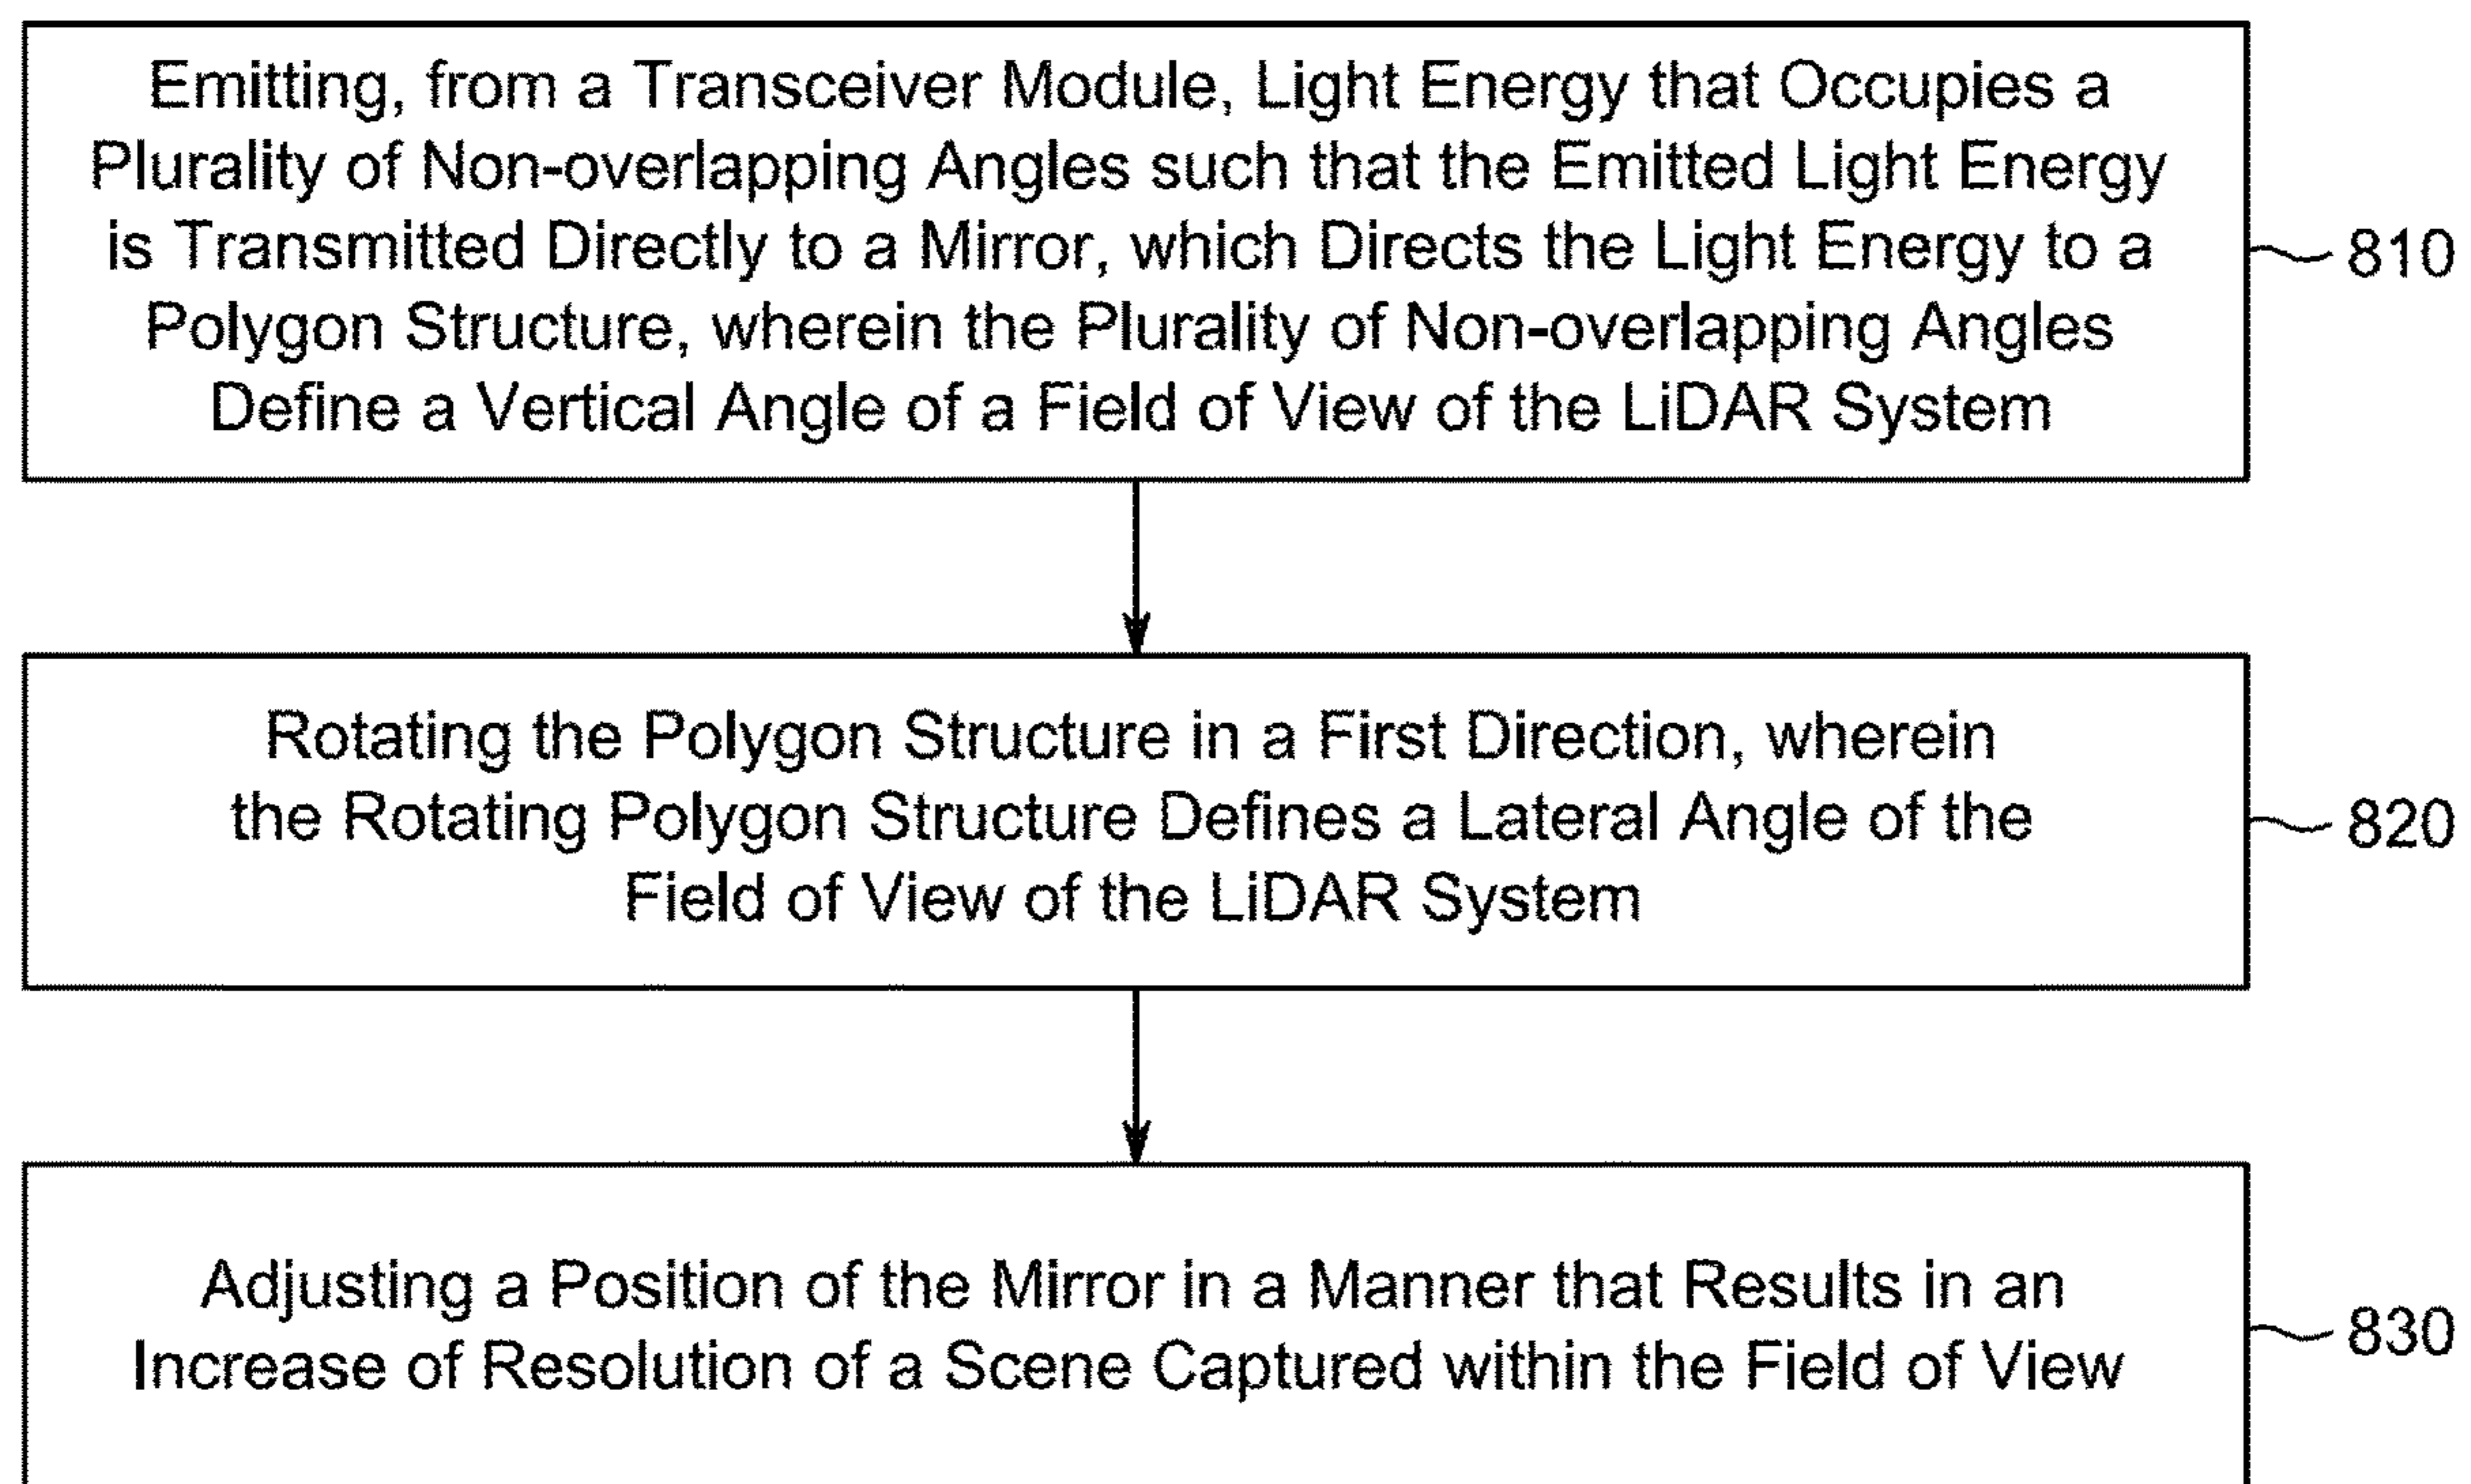 Emitting, from a Transceiver Module, Light Energy that Occupies a
Plurality of Non-overlapping Angles such that the Emitted Light Energy
is Transmitted Directly to a Mirror, which Directs the Light Energy to a
Polygon Structure, wherein the Plurality of Non-overlapping Angles
Define a Vertical Angle of a Field of View of the LiDAR System
810
Rotating the Polygon Structure in a First Direction, wherein
the Rotating Polygon Structure Defines a Lateral Angle of the
Field of View of the LiDAR System
820
Adjusting a Position of the Mirror in a Manner that Results in an
Increase of Resolution of a Scene Captured within the Field of View
830